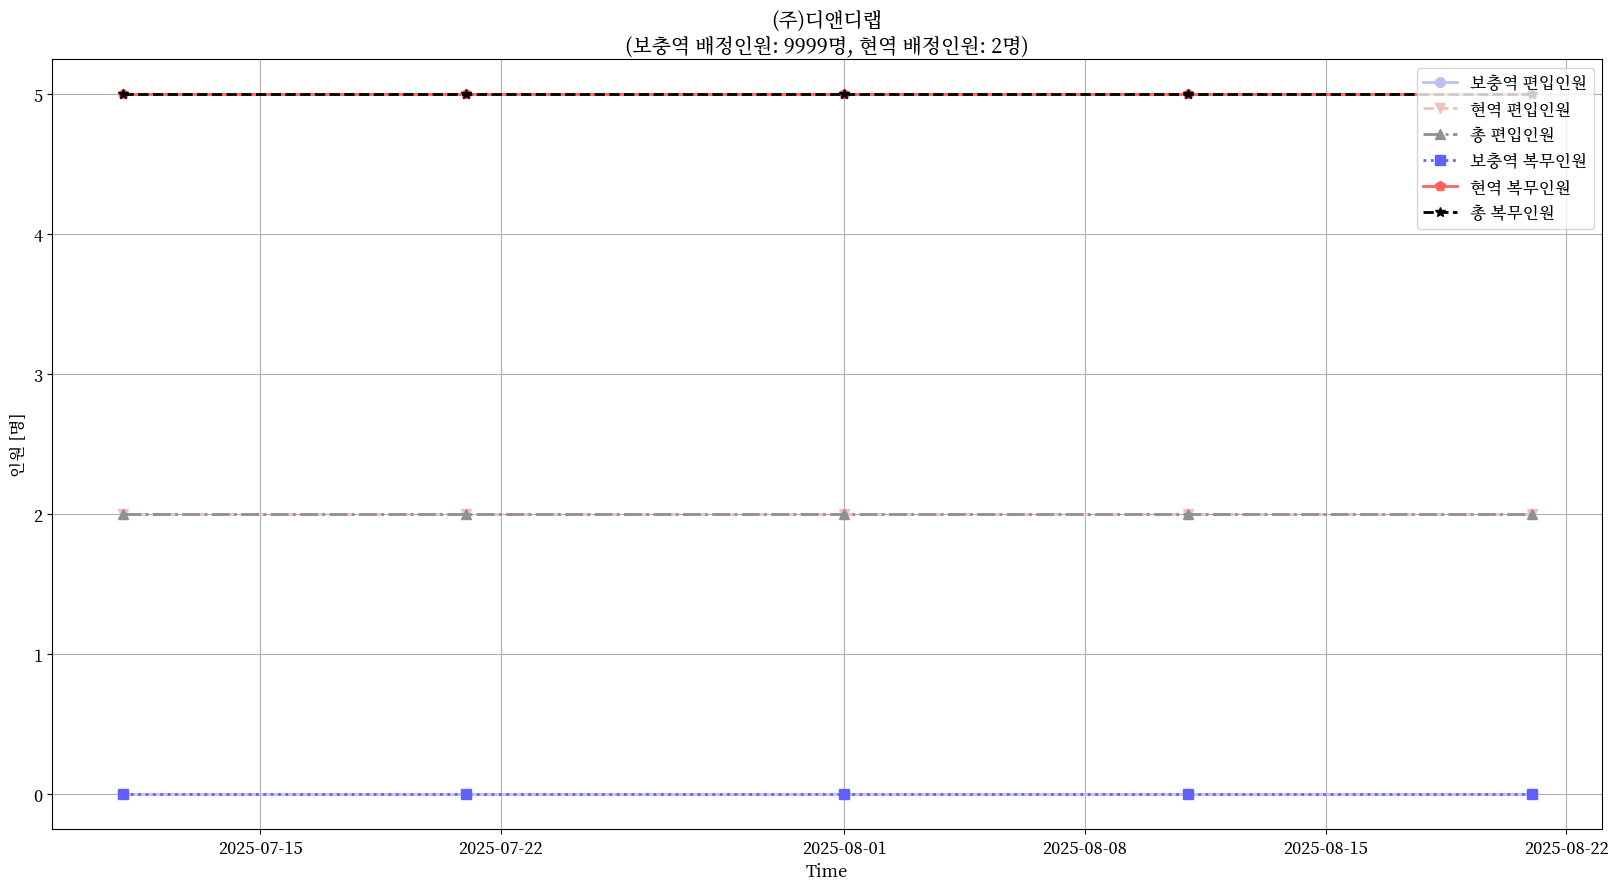 (주)디앤디랩
(보충역 배정인원: 9999명, 현역 배정인원: 2명)
보충역 편입인원
현역 편입인원
총 편입인원
보충역 복무인원
현역 복무인원
총 복무인원
5
4
3
2
1
0
인원 [명]
2025-07-15
2025-07-22
2025-08-01
2025-08-08
2025-08-15
2025-08-22
Time